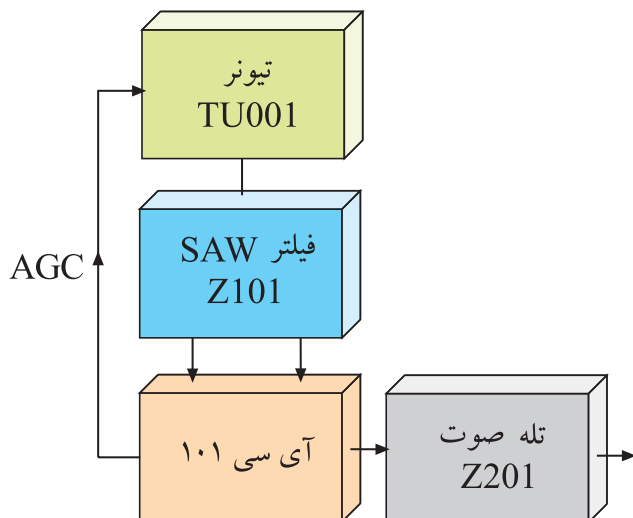 تیونر
TU001
فیلتر SAW
Z101
AGC
آی سی ۱۰۱
تله صوت
Z201